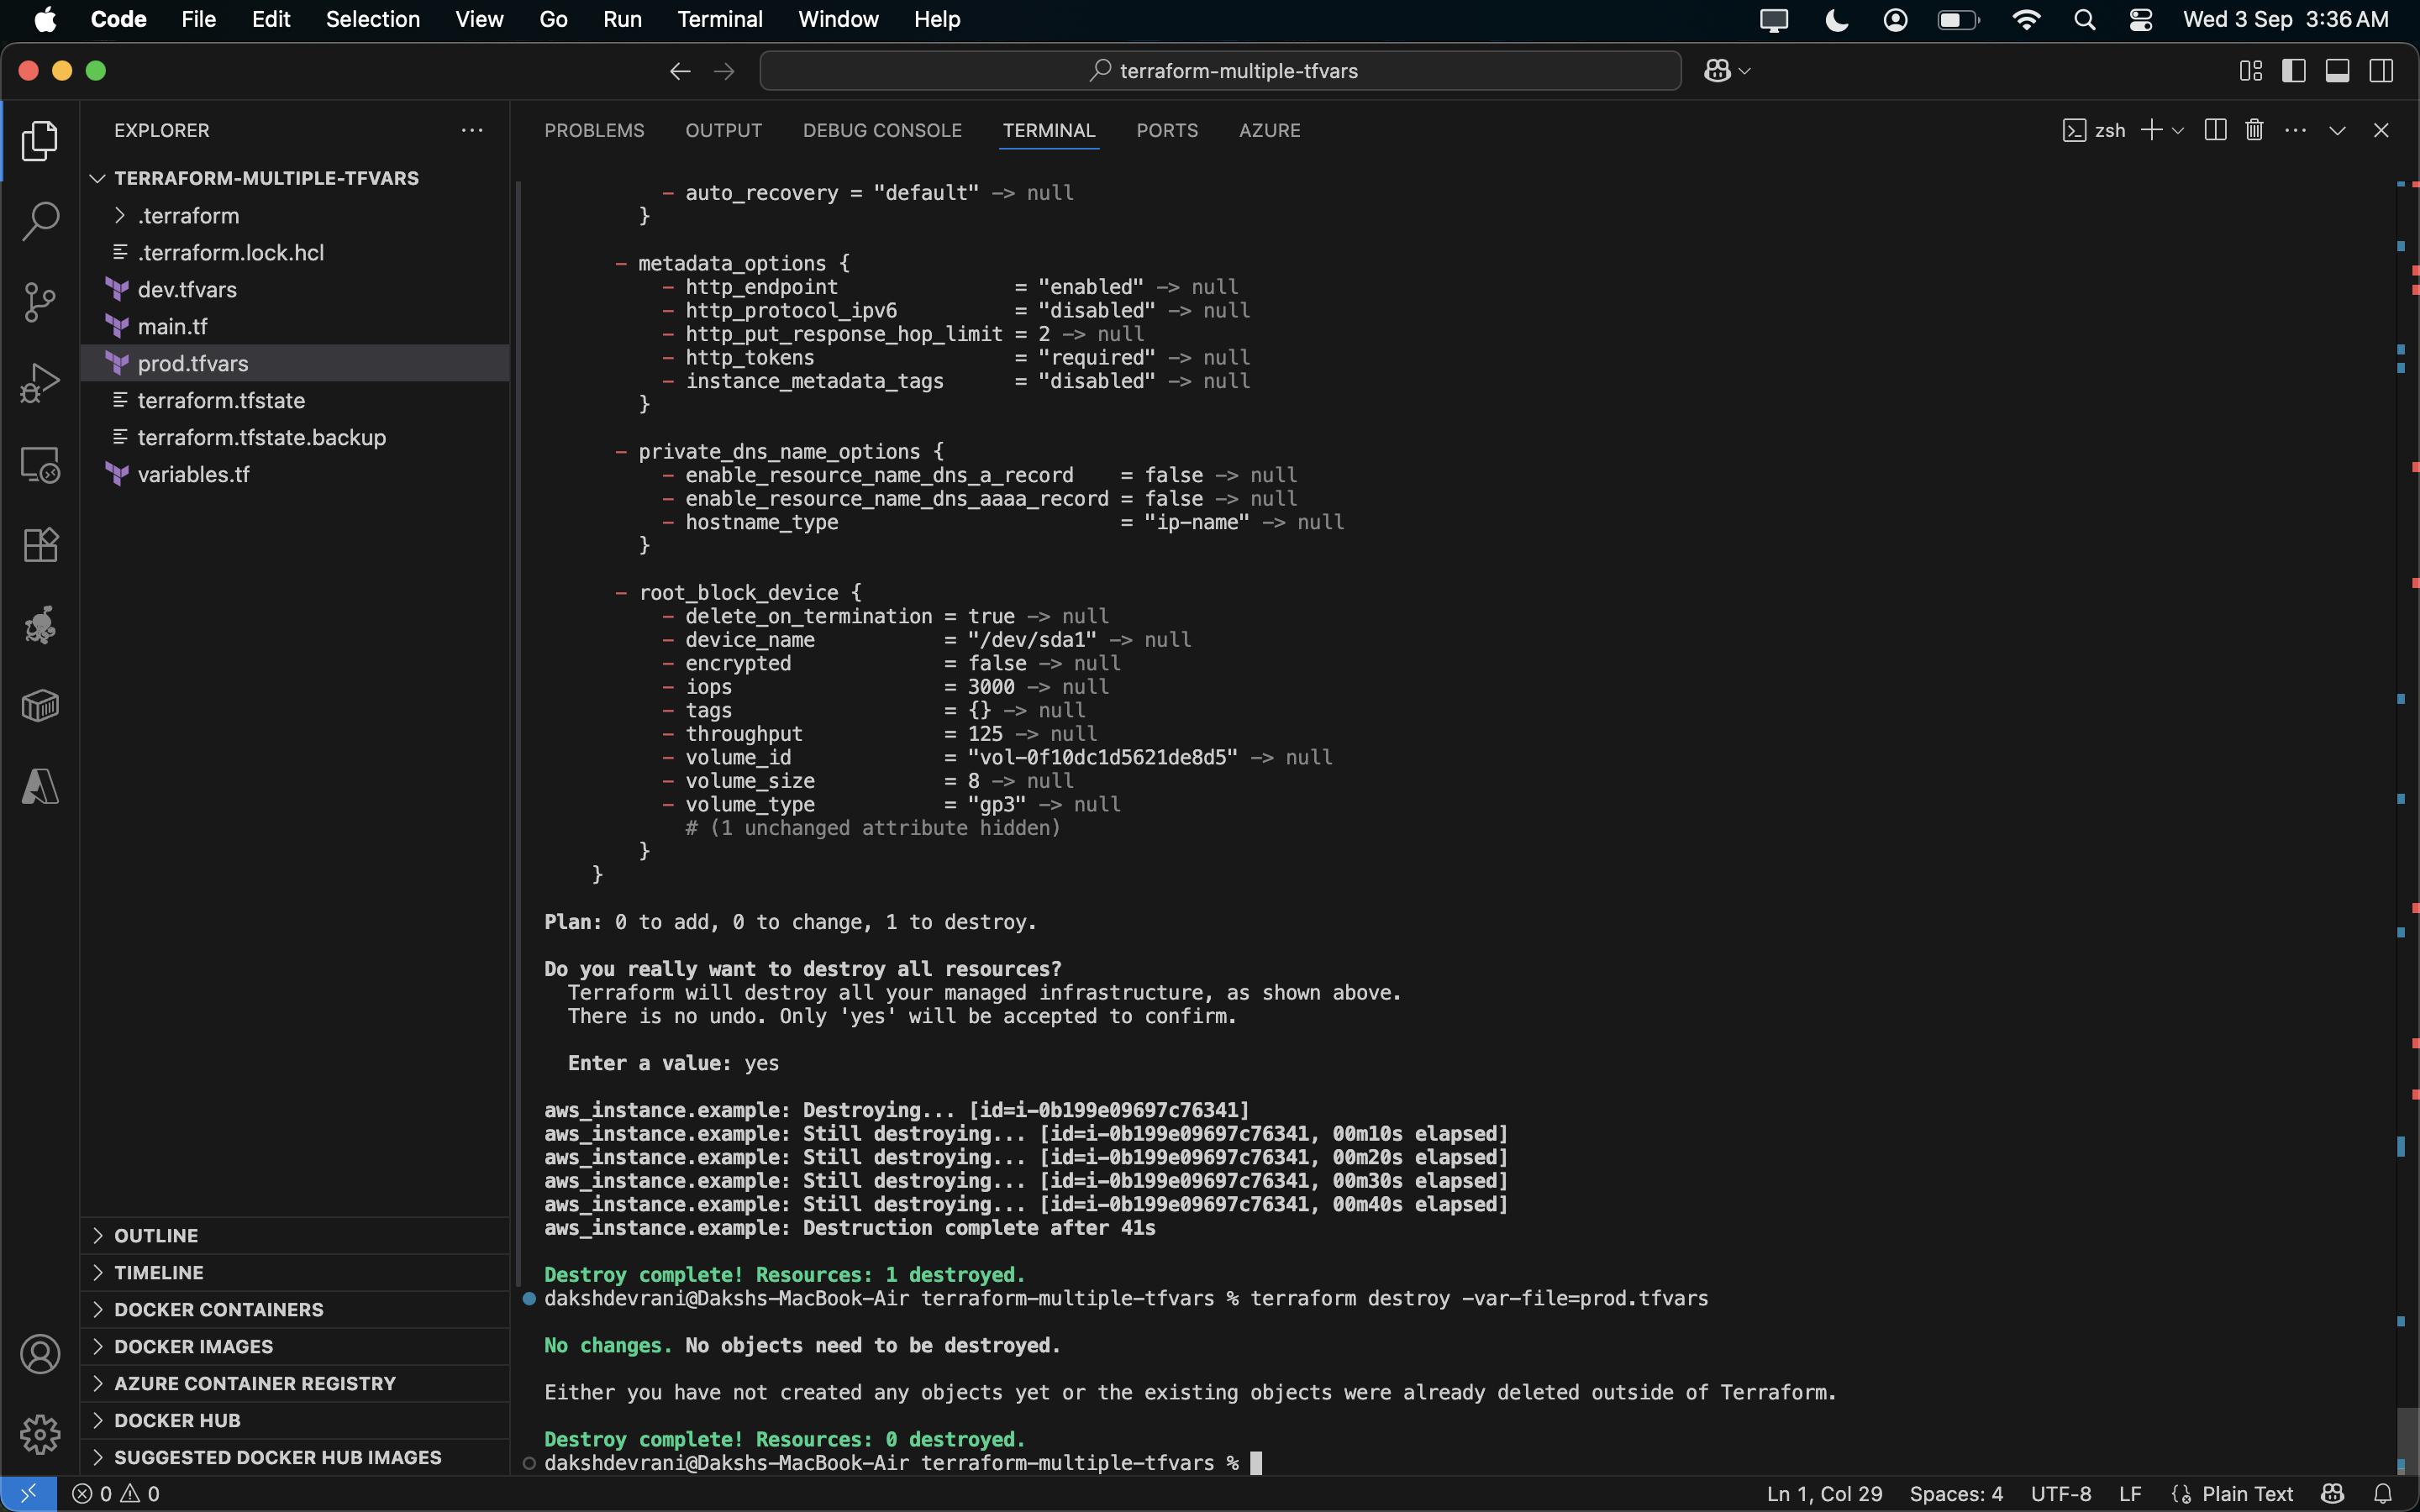 Code File Edit Selection View Go Run Terminal Window Help Wed 3 Sep 3:36 AM
terraform-multiple-tfvars
EXPLORER
TERRAFORM-MULTIPLE-TFVARS
.terraform
.terraform.lock.hcl
dev.tfvars
main.tf
prod.tfvars
terraform.tfstate
terraform.tfstate.backup
variables.tf
OUTLINE
TIMELINE
DOCKER CONTAINERS
DOCKER IMAGES
AZURE CONTAINER REGISTRY
DOCKER HUB
SUGGESTED DOCKER HUB IMAGES
PROBLEMS OUTPUT DEBUG CONSOLE TERMINAL PORTS AZURE zsh
- auto_recovery = "default" -> null
}
- metadata_options {
- http_endpoint = "enabled" -> null
- http_protocol_ipv6 = "disabled" -> null
- http_put_response_hop_limit = 2 -> null
- http_tokens = "required" -> null
- instance_metadata_tags = "disabled" -> null
}
- private_dns_name_options {
- enable_resource_name_dns_a_record = false -> null
- enable_resource_name_dns_aaaa_record = false -> null
- hostname_type = "ip-name" -> null
}
- root_block_device {
- delete_on_termination = true -> null
- device_name = "/dev/sda1" -> null
- encrypted = false -> null
- iops = 3000 -> null
- tags = {} -> null
- throughput = 125 -> null
- volume_id = "vol-0f10dc1d5621de8d5" -> null
- volume_size = 8 -> null
- volume_type = "gp3" -> null
# (1 unchanged attribute hidden)
}
}
Plan: 0 to add, 0 to change, 1 to destroy.
Do you really want to destroy all resources?
Terraform will destroy all your managed infrastructure, as shown above.
There is no undo. Only 'yes' will be accepted to confirm.
Enter a value: yes
aws_instance.example: Destroying... [id=i-0b199e09697c76341]
aws_instance.example: Still destroying... [id=i-0b199e09697c76341, 00m10s elapsed]
aws_instance.example: Still destroying... [id=i-0b199e09697c76341, 00m20s elapsed]
aws_instance.example: Still destroying... [id=i-0b199e09697c76341, 00m30s elapsed]
aws_instance.example: Still destroying... [id=i-0b199e09697c76341, 00m40s elapsed]
aws_instance.example: Destruction complete after 41s
Destroy complete! Resources: 1 destroyed.
dakshdevrani@Dakshs-MacBook-Air terraform-multiple-tfvars % terraform destroy -var-file=prod.tfvars
No changes. No objects need to be destroyed.
Either you have not created any objects yet or the existing objects were already deleted outside of Terraform.
Destroy complete! Resources: 0 destroyed.
dakshdevrani@Dakshs-MacBook-Air terraform-multiple-tfvars %
0 0 Ln 1, Col 29 Spaces: 4 UTF-8 LF Plain Text